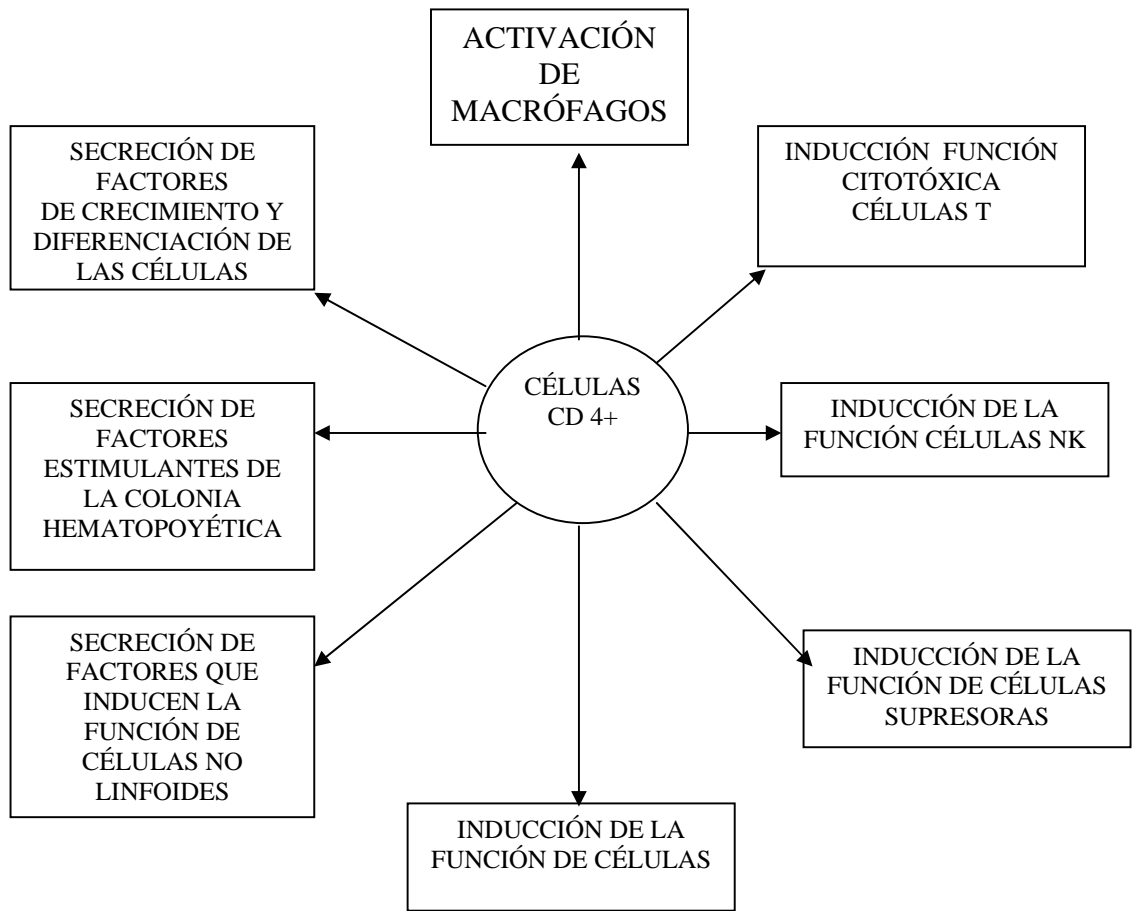 ACTIVACIÓN
DE
MACRÓFAGOS
SECRECIÓN DE
FACTORES
DE CRECIMIENTO Y
DIFERENCIACIÓN DE
LAS CÉLULAS
INDUCCIÓN FUNCIÓN
CITOTÓXICA
CÉLULAS T
CÉLULAS
CD 4+
SECRECIÓN DE
FACTORES
ESTIMULANTES DE
LA COLONIA
HEMATOPOYÉTICA
INDUCCIÓN DE LA
FUNCIÓN CÉLULAS NK
SECRECIÓN DE
FACTORES QUE
INDUCEN LA
FUNCIÓN DE
CÉLULAS NO
LINFOIDES
INDUCCIÓN DE LA
FUNCIÓN DE CÉLULAS
SUPRESORAS
INDUCCIÓN DE LA
FUNCIÓN DE CÉLULAS